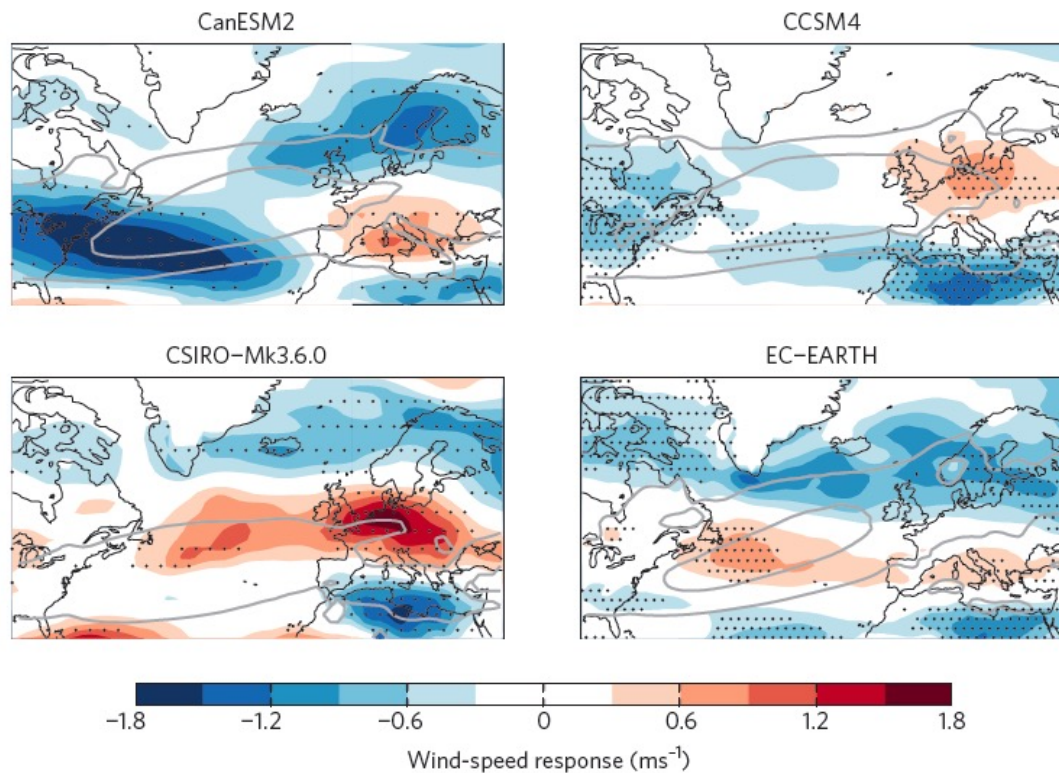 CanESM2
CCSM4
CSIRO−Mk3.6.0
EC−EARTH
−1.8 −1.2 −0.6 0 0.6 1.2 1.8
Wind-speed response (ms⁻¹)